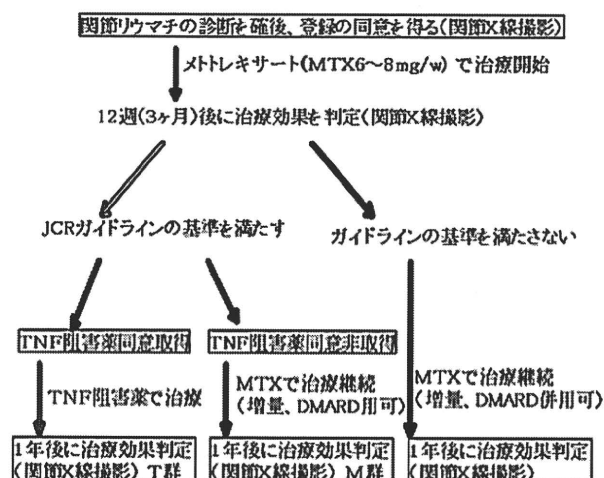 関節リウマチの診断を確後、登録の同意を得る(関節X線撮影)
メトトレキサート(MTX6～8mg/w) で治療開始
12週(3ヶ月)後に治療効果を判定(関節X線撮影)
JCRガイドラインの基準を満たす
ガイドラインの基準を満たさない
TNF阻害薬同意取得
TNF阻害薬同意非取得
TNF阻害薬で治療
MTXで治療継続
(増量、DMARD用可)
MTXで治療継続
(増量、DMARD併用可)
1年後に治療効果判定
(関節X線撮影) T群
1年後に治療効果判定
(関節X線撮影) M群
1年後に治療効果判定
(関節X線撮影)